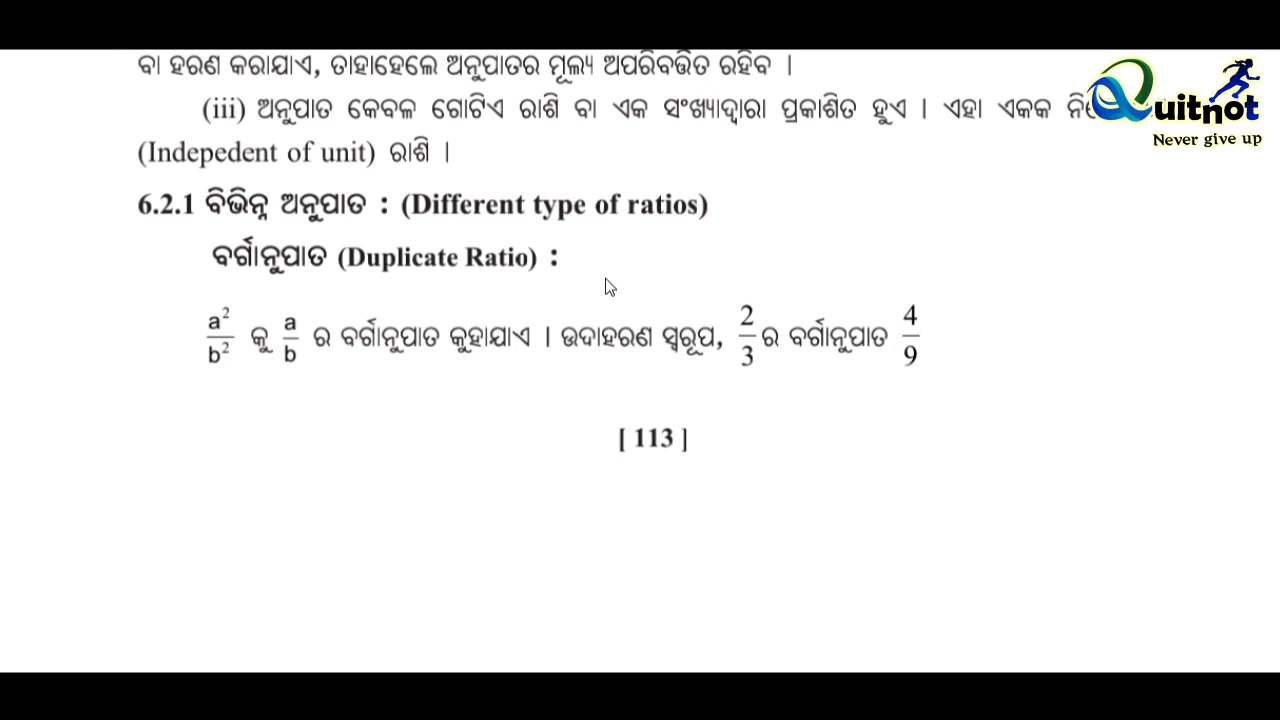 ବା ହରଣ କରାଯାଏ, ତାହାହେଲେ ଅନୁପାତର ମୂଲ୍ୟ ଅପରିବର୍ତ୍ତିତ ରହିବ ।
(iii) ଅନୁପାତ କେବଳ ଗୋଟିଏ ରାଶି ବା ଏକ ସଂଖ୍ୟାଦ୍ୱାରା ପ୍ରକାଶିତ ହୁଏ । ଏହା ଏକକ
(Indepedent of unit) ରାଶି ।
6.2.1 ବିଭିନ୍ନ ଅନୁପାତ : (Different type of ratios)
ବର୍ଗାନୁପାତ (Duplicate Ratio) :
a²/b² କୁ a/b ର ବର୍ଗାନୁପାତ କୁହାଯାଏ । ଉଦାହରଣ ସ୍ୱରୂପ, 2/3 ର ବର୍ଗାନୁପାତ 4/9
[ 113 ]
Quitnot
Never give up